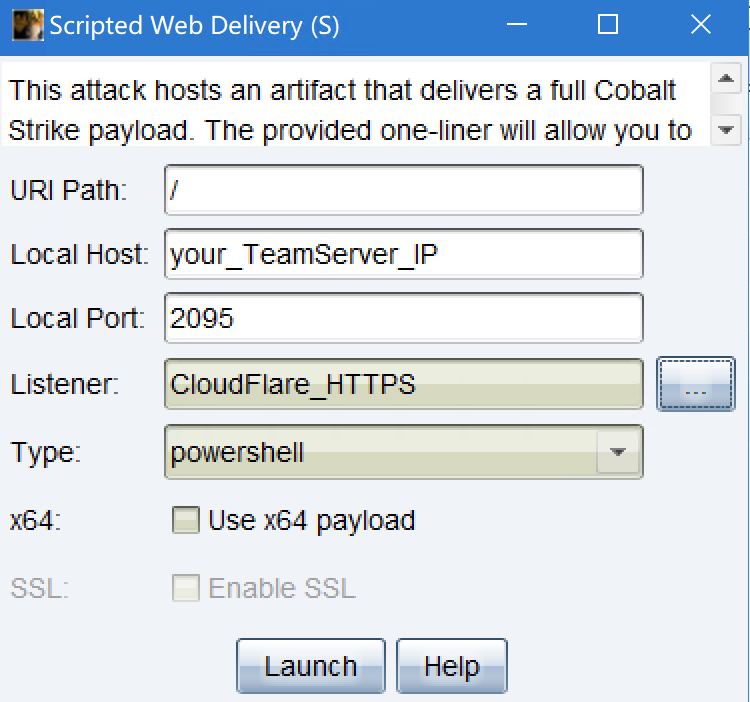 Scripted Web Delivery (S)
This attack hosts an artifact that delivers a full Cobalt
Strike payload. The provided one-liner will allow you to
URI Path: /
Local Host: your_TeamServer_IP
Local Port: 2095
Listener: CloudFlare_HTTPS ...
Type: powershell
x64: Use x64 payload
SSL: Enable SSL
Launch Help